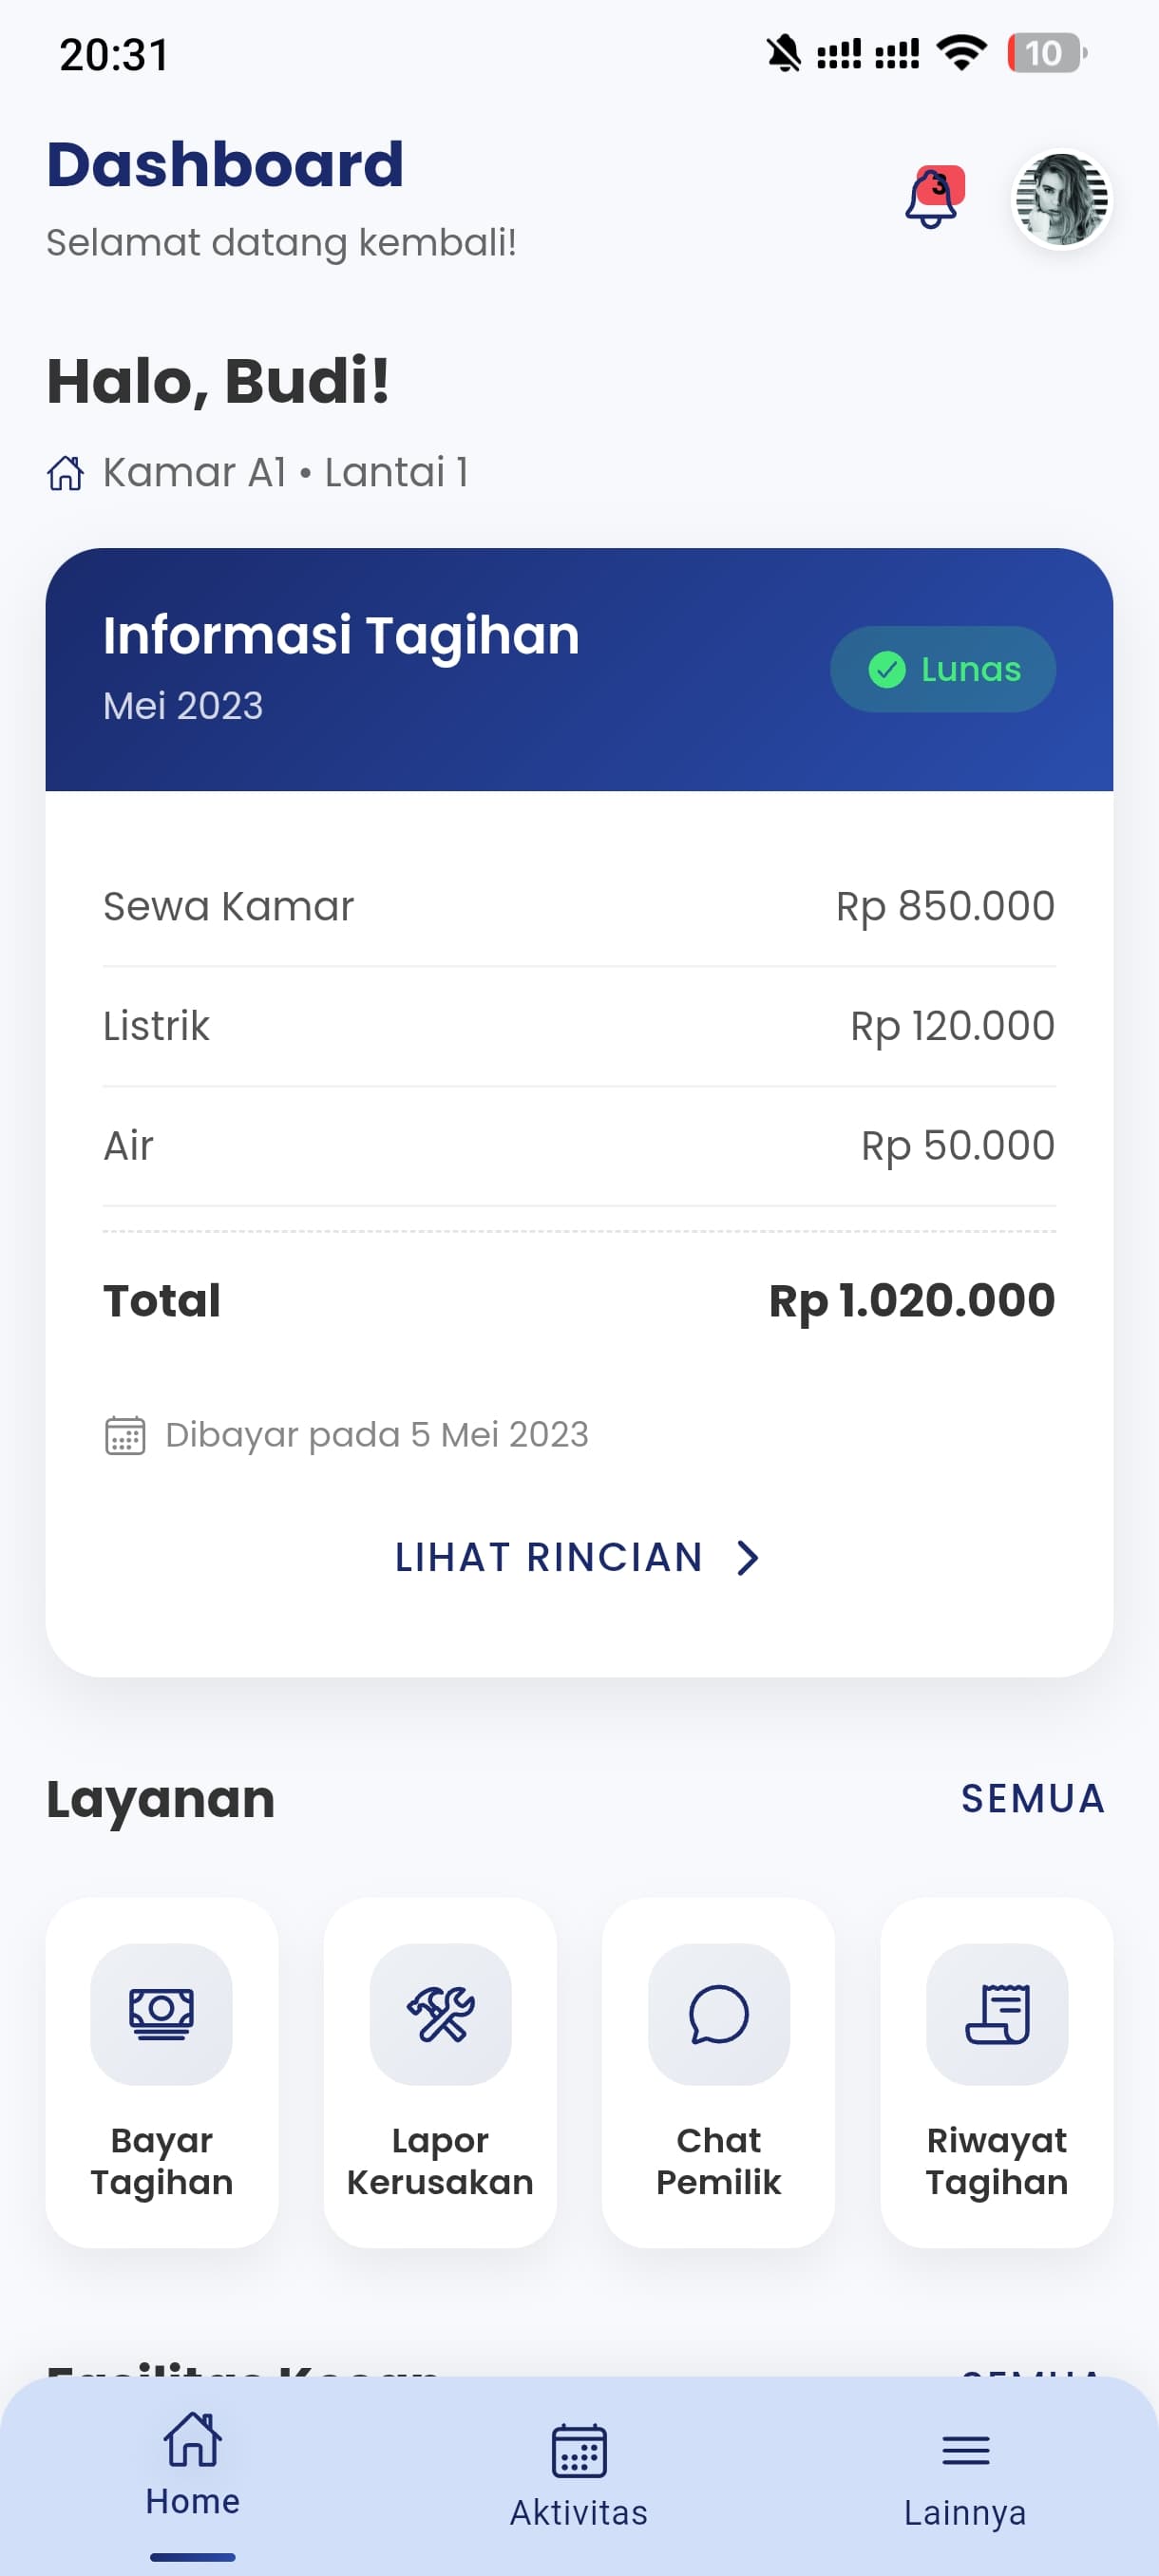 20:31
10
Dashboard
3
Selamat datang kembali!
Halo, Budi!
Kamar A1 • Lantai 1
Informasi Tagihan
Lunas
Mei 2023
Sewa Kamar Rp 850.000
Listrik Rp 120.000
Air Rp 50.000
Total Rp 1.020.000
Dibayar pada 5 Mei 2023
LIHAT RINCIAN
Layanan SEMUA
Bayar
Tagihan
Lapor
Kerusakan
Chat
Pemilik
Riwayat
Tagihan
Home
Aktivitas
Lainnya